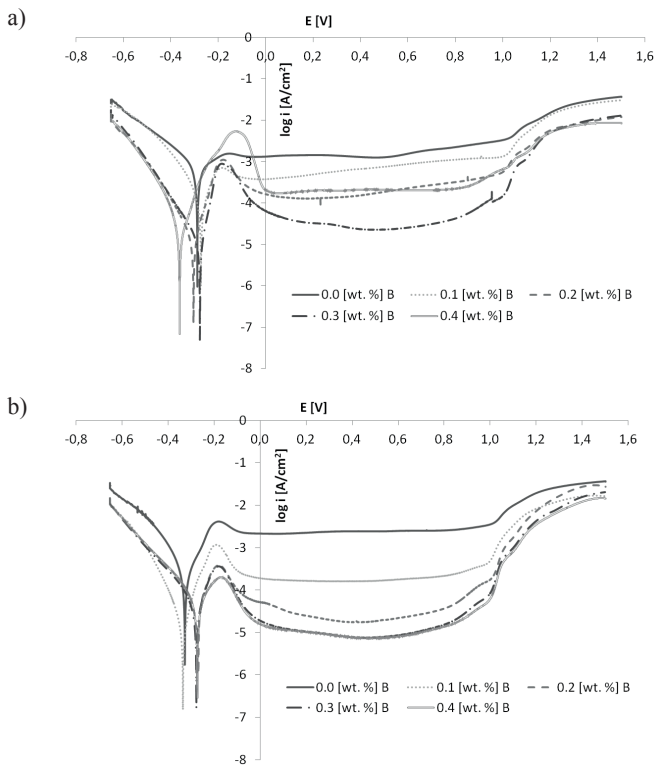 a)
E [V]
0
-0,8 -0,6 -0,4 -0,2 0,0 0,2 0,4 0,6 0,8 1,0 1,2 1,4 1,6
log i [A/cm²]
-1
-2
-3
-4
-5
-6
-7
-8
0.0 [wt. %] B 0.1 [wt. %] B 0.2 [wt. %] B
0.3 [wt. %] B 0.4 [wt. %] B
b)
E [V]
0
-0,8 -0,6 -0,4 -0,2 0,0 0,2 0,4 0,6 0,8 1,0 1,2 1,4 1,6
log i [A/cm²]
-1
-2
-3
-4
-5
-6
-7
-8
0.0 [wt. %] B 0.1 [wt. %] B 0.2 [wt. %] B
0.3 [wt. %] B 0.4 [wt. %] B